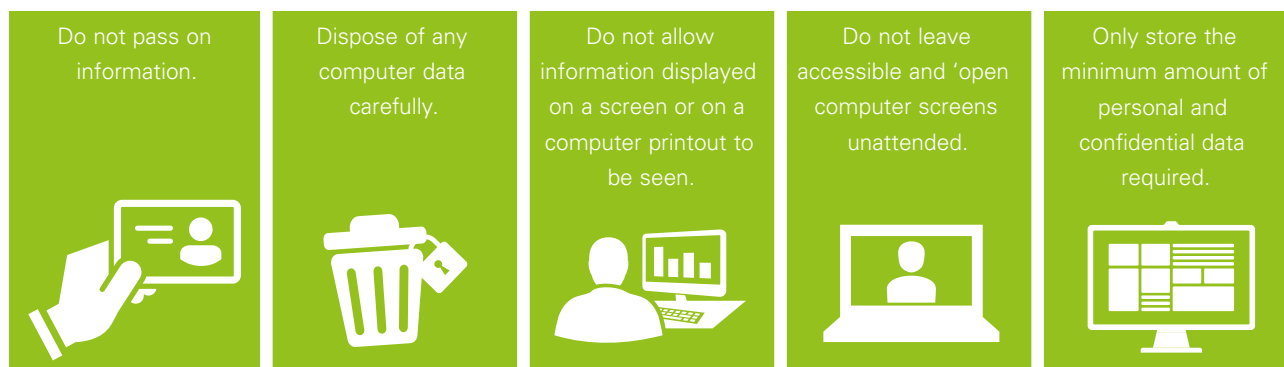 Do not pass on
information.
Dispose of any
computer data
carefully.
Do not allow
information displayed
on a screen or on a
computer printout to
be seen.
Do not leave
accessible and ‘open
computer screens
unattended.
Only store the
minimum amount of
personal and
confidential data
required.